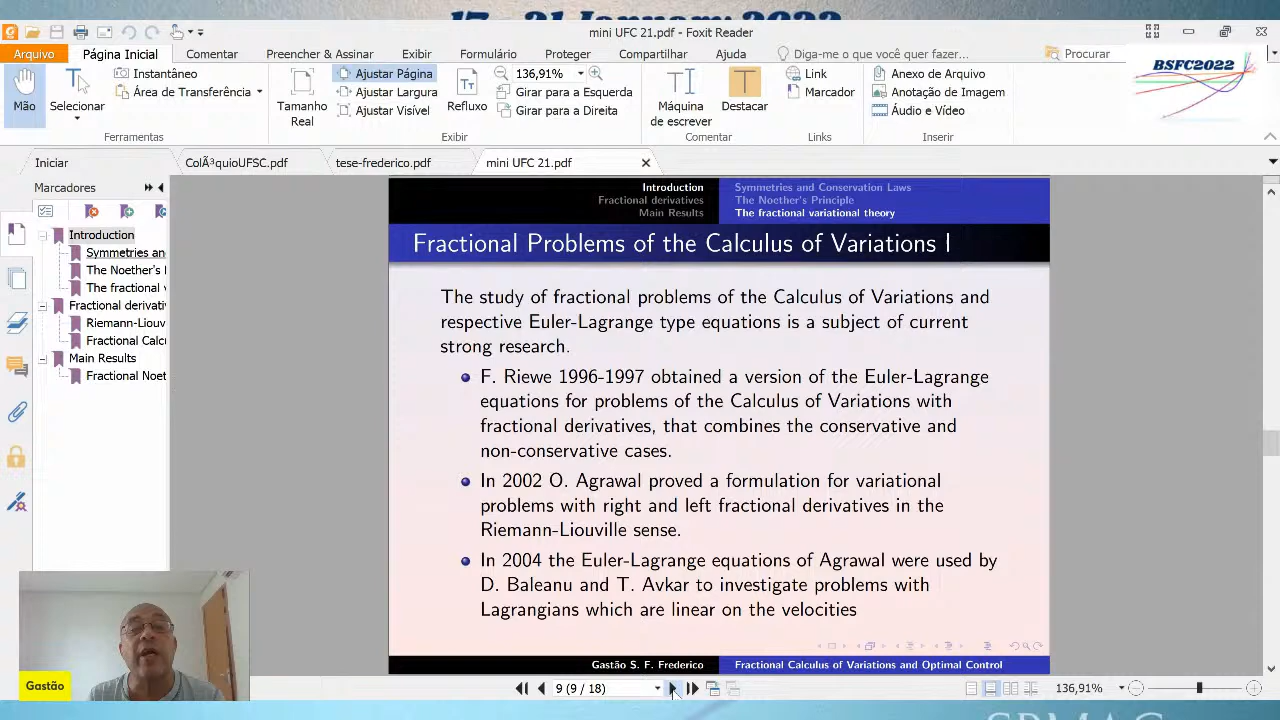 17 - 21 January 2022
mini UFC 21.pdf - Foxit Reader
Arquivo
Página Inicial
Comentar
Preencher & Assinar
Exibir
Formulário
Proteger
Compartilhar
Ajuda
Diga-me o que você deseja fazer...
Procurar
BSFC2022
Mão
Selecionar
Instantâneo
Área de Transferência
Ferramentas
Tamanho
Real
Ajustar Página
Ajustar Largura
Ajustar Visível
Refluxo
136,91%
Girar para a Esquerda
Girar para a Direita
Exibir
Máquina
de escrever
Destacar
Comentar
Link
Marcador
Links
Anexo de Arquivo
Anotação de Imagem
Áudio e Vídeo
Inserir
Iniciar
ColÃ³quioUFSC.pdf
tese-frederico.pdf
mini UFC 21.pdf
Marcadores
Introduction
Symmetries an
The Noether's
The fractional
Fractional derivati
Riemann-Liouv
Fractional Calc
Main Results
Fractional Noet
Introduction
Fractional derivatives
Main Results
Symmetries and Conservation Laws
The Noether's Principle
The fractional variational theory
Fractional Problems of the Calculus of Variations I
The study of fractional problems of the Calculus of Variations and
respective Euler-Lagrange type equations is a subject of current
strong research.
F. Riewe 1996-1997 obtained a version of the Euler-Lagrange
equations for problems of the Calculus of Variations with
fractional derivatives, that combines the conservative and
non-conservative cases.
In 2002 O. Agrawal proved a formulation for variational
problems with right and left fractional derivatives in the
Riemann-Liouville sense.
In 2004 the Euler-Lagrange equations of Agrawal were used by
D. Baleanu and T. Avkar to investigate problems with
Lagrangians which are linear on the velocities
Gastão S. F. Frederico
Fractional Calculus of Variations and Optimal Control
Gastão
9 (9 / 18)
136,91%